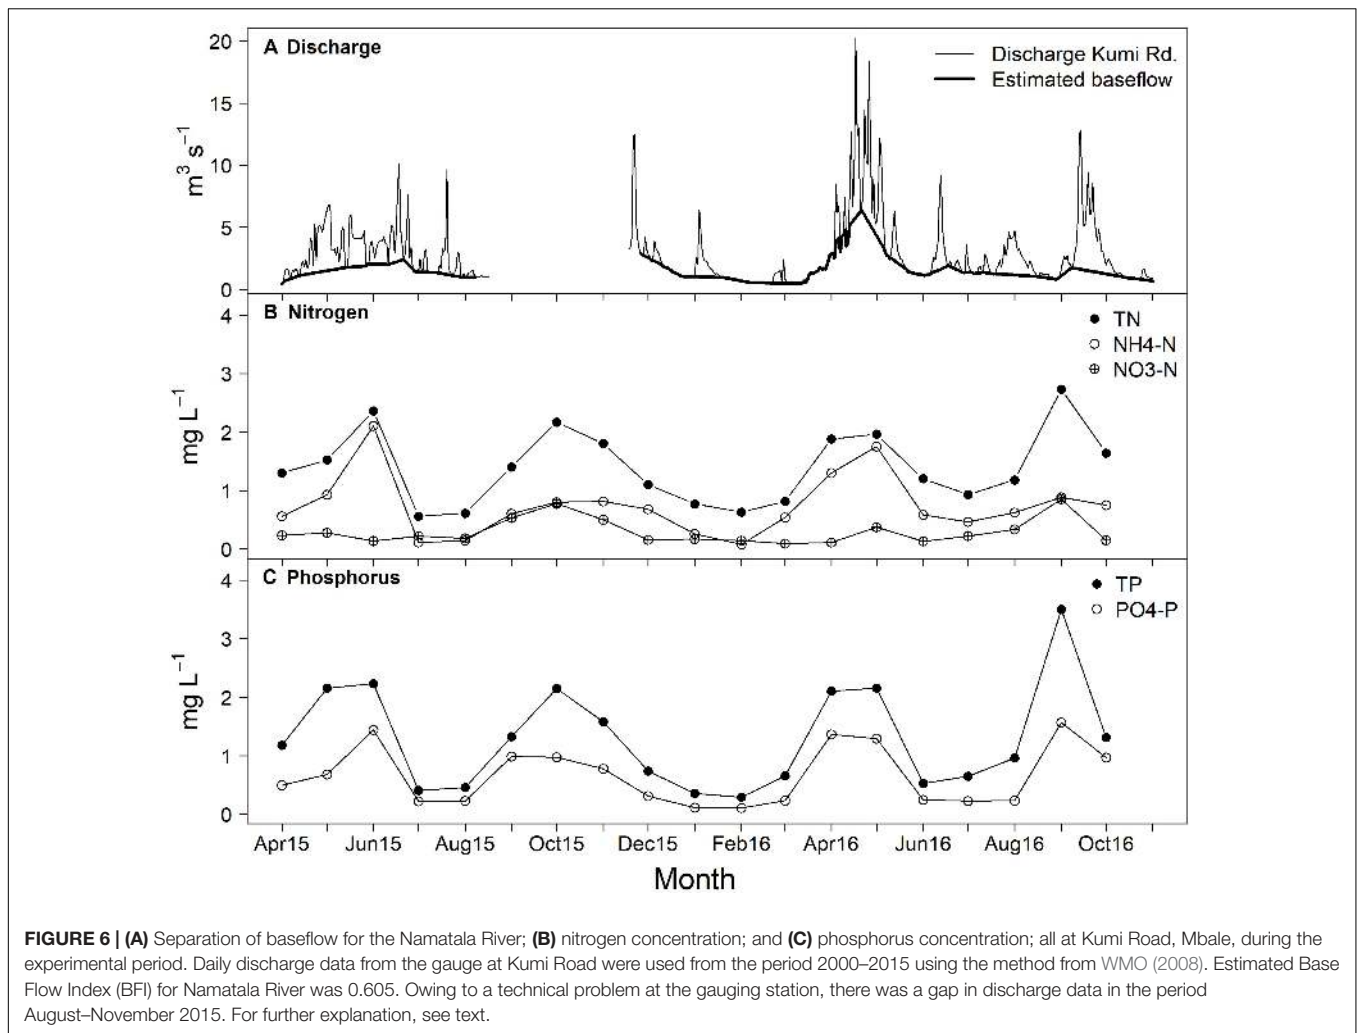 A Discharge
Discharge Kumi Rd.
Estimated baseflow
20
15
10
5
0
m³ s⁻¹
B Nitrogen
TN
NH4-N
NO3-N
4
3
2
1
0
mg L⁻¹
C Phosphorus
TP
PO4-P
4
3
2
1
0
mg L⁻¹
Apr15 Jun15 Aug15 Oct15 Dec15 Feb16 Apr16 Jun16 Aug16 Oct16
Month
FIGURE 6 | (A) Separation of baseflow for the Namatala River; (B) nitrogen concentration; and (C) phosphorus concentration; all at Kumi Road, Mbale, during the
experimental period. Daily discharge data from the gauge at Kumi Road were used from the period 2000–2015 using the method from WMO (2008). Estimated Base
Flow Index (BFI) for Namatala River was 0.605. Owing to a technical problem at the gauging station, there was a gap in discharge data in the period
August–November 2015. For further explanation, see text.